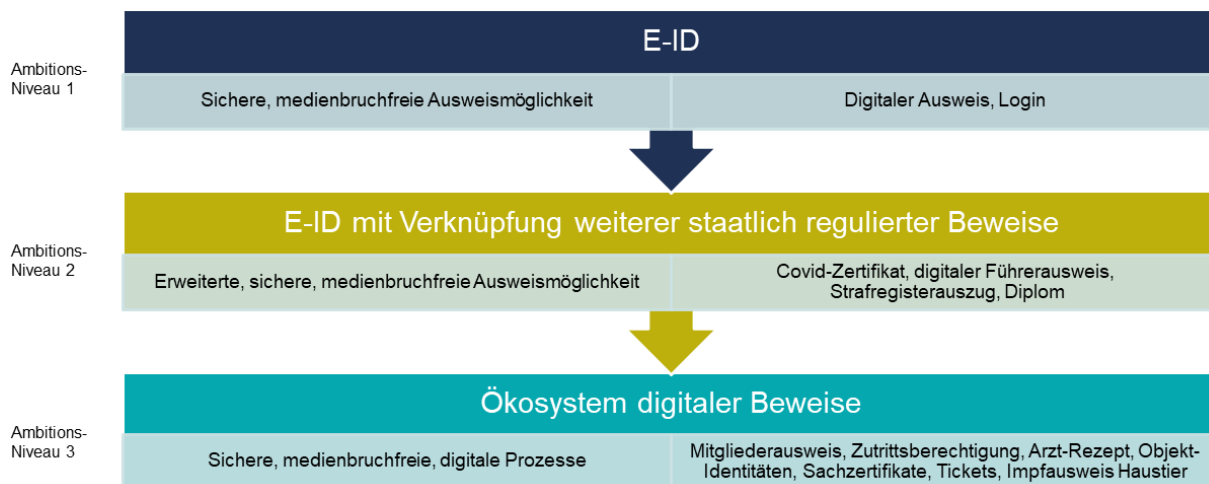 E-ID
Ambitions-
Niveau 1
Sichere, medienbruchfreie Ausweismöglichkeit
Digitaler Ausweis, Login
E-ID mit Verknüpfung weiterer staatlich regulierter Beweise
Ambitions-
Niveau 2
Erweiterte, sichere, medienbruchfreie Ausweismöglichkeit
Covid-Zertifikat, digitaler Führerausweis,
Strafregisterauszug, Diplom
Ökosystem digitaler Beweise
Ambitions-
Niveau 3
Sichere, medienbruchfreie, digitale Prozesse
Mitgliederausweis, Zutrittsberechtigung, Arzt-Rezept, Objekt-
Identitäten, Sachzertifikate, Tickets, Impfausweis Haustier